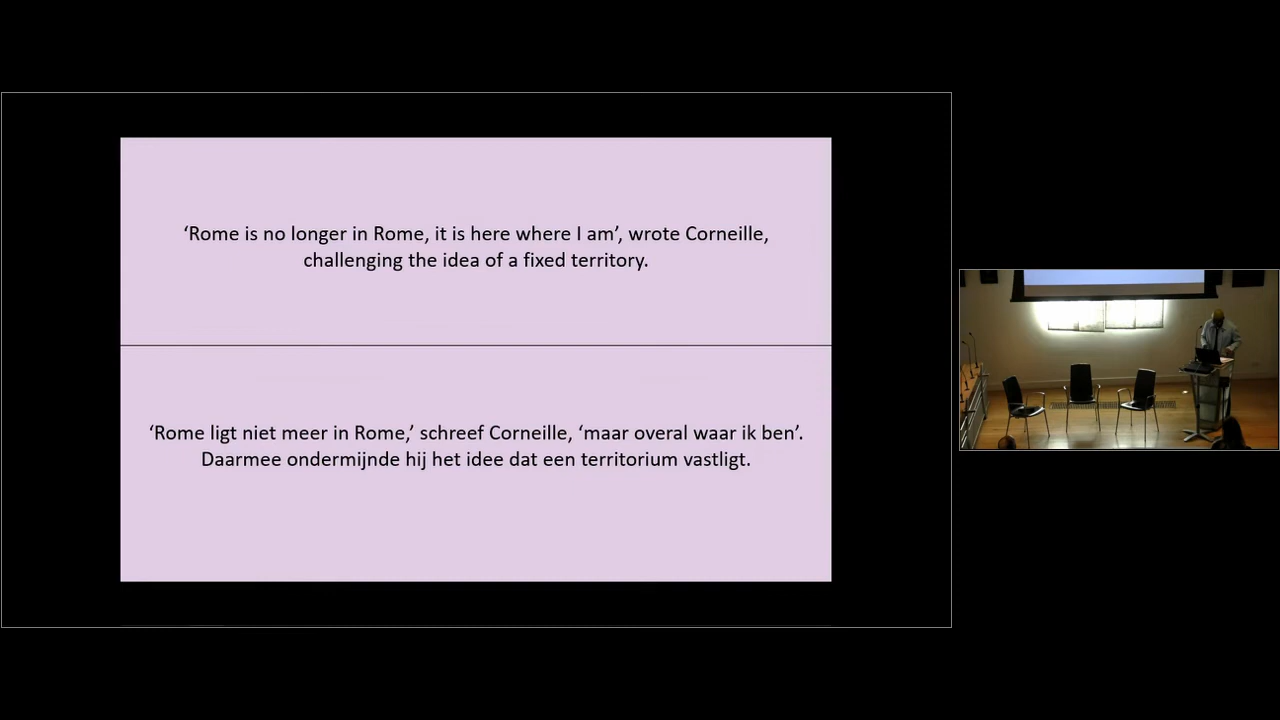 ‘Rome is no longer in Rome, it is here where I am’, wrote Corneille,
challenging the idea of a fixed territory.
‘Rome ligt niet meer in Rome,’ schreef Corneille, ‘maar overal waar ik ben’.
Daarmee ondermijnde hij het idee dat een territorium vastligt.